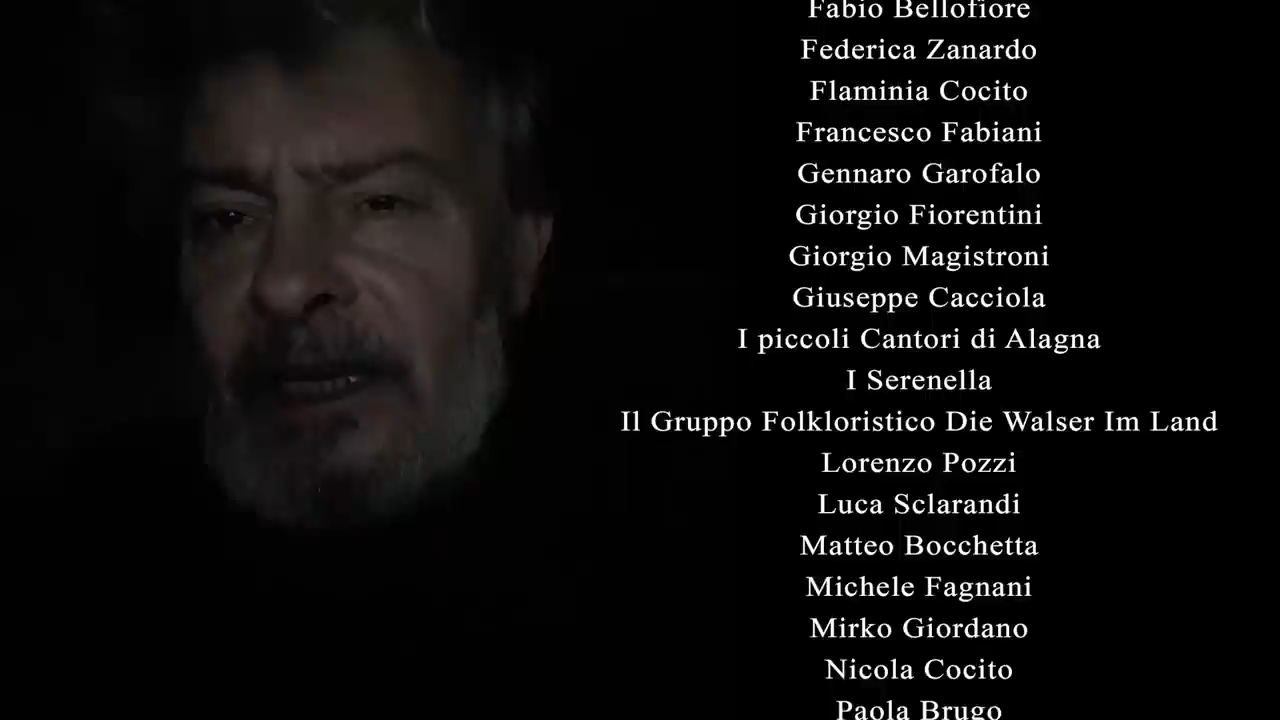 Fabio Bellofiore
Federica Zanardo
Flaminia Cocito
Francesco Fabiani
Gennaro Garofalo
Giorgio Fiorentini
Giorgio Magistroni
Giuseppe Cacciola
I piccoli Cantori di Alagna
I Serenella
Il Gruppo Folkloristico Die Walser Im Land
Lorenzo Pozzi
Luca Sclarandi
Matteo Bocchetta
Michele Fagnani
Mirko Giordano
Nicola Cocito
Paola Brugo